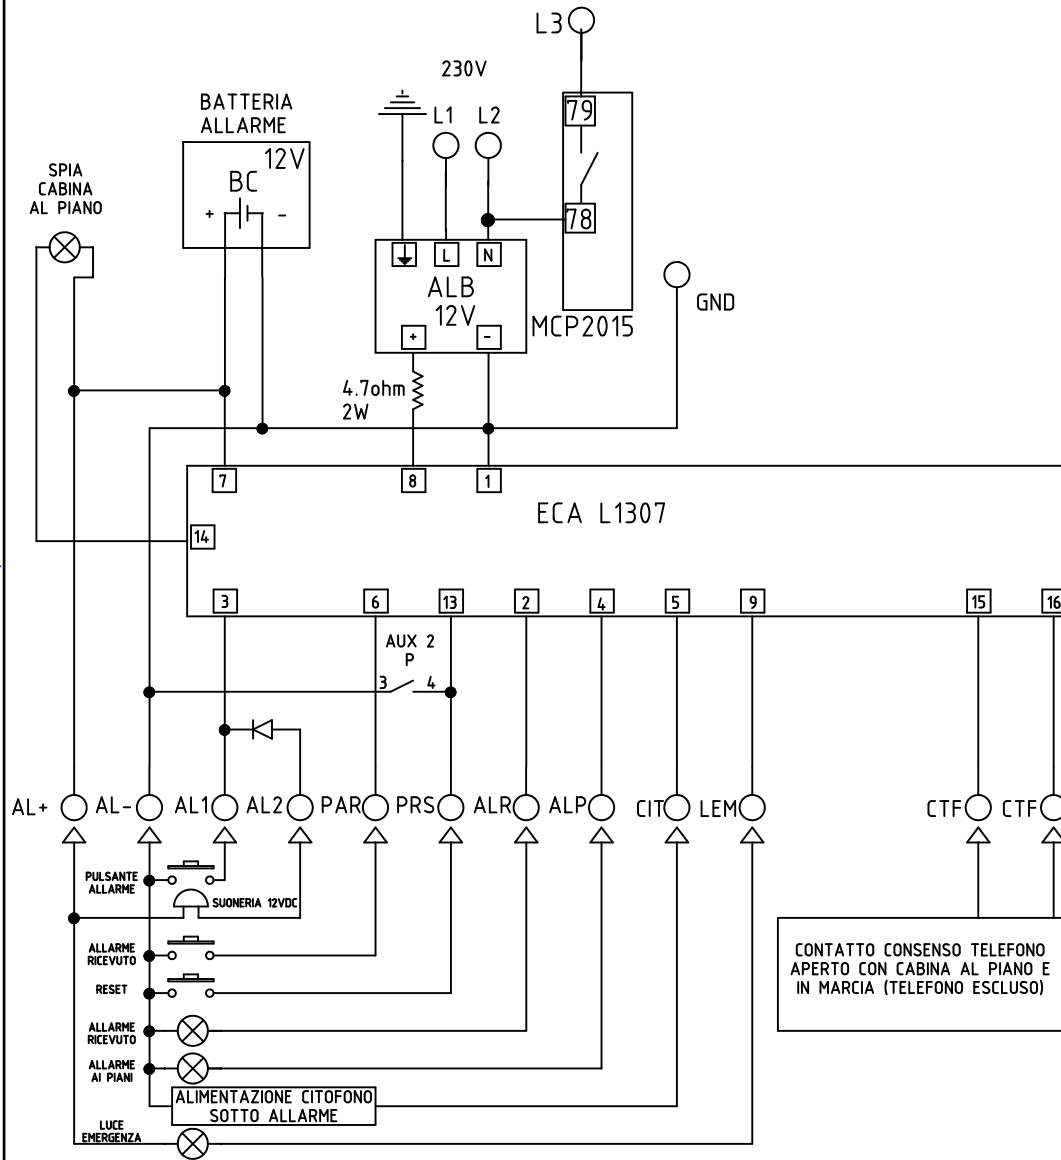 L3
230V
79
BATTERIA
ALLARME
L1
L2
12V
SPIA
CABINA
AL PIANO
BC
+
-
78
L
N
ALB
12V
GND
MCP2015
+
-
4.7ohm
2W
7
8
1
ECA L1307
14
3
6
13
2
4
5
9
15
16
AUX 2
P
3
4
AL+
AL-
AL1
AL2
PAR
PRS
ALR
ALP
CIT
LEM
CTF
CTF
PULSANTE
ALLARME
SUONERIA 12VDC
ALLARME
RICEVUTO
RESET
CONTATTO CONSENSO TELEFONO
APERTO CON CABINA AL PIANO E
IN MARCIA (TELEFONO ESCLUSO)
ALLARME
RICEVUTO
ALLARME
AI PIANI
ALIMENTAZIONE CITOFONO
SOTTO ALLARME
LUCE
EMERGENZA